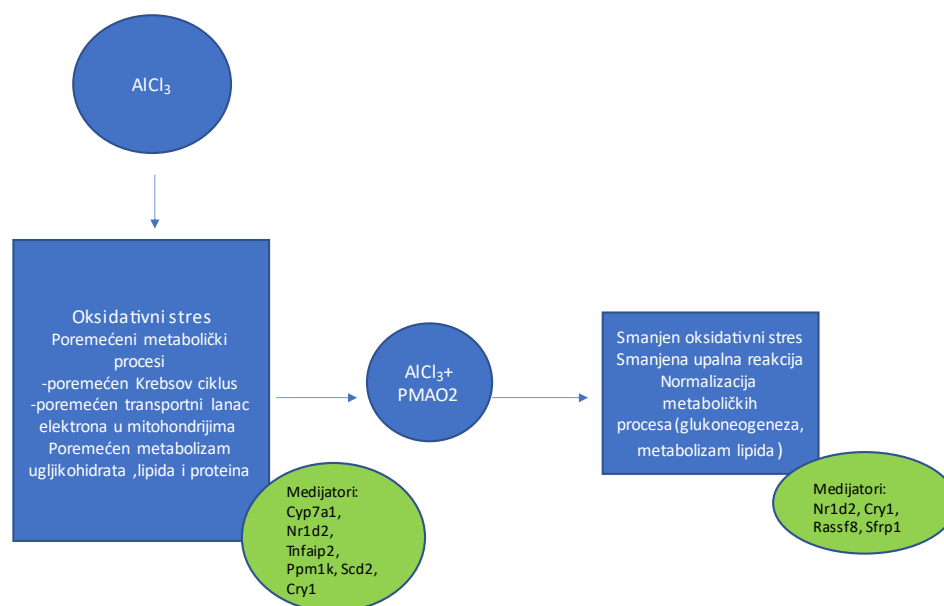 AlCl₃
Oksidativni stres
Poremećeni metabolički
procesi
-poremećen Krebsov ciklus
-poremećen transportni lanac
elektrona u mitohondrijima
Poremećen metabolizam
ugljikohidrata ,lipida i proteina
Medijatori:
Cyp7a1,
Nr1d2,
Tnfaip2,
Ppm1k, Scd2,
Cry1
AlCl₃+
PMAO2
Smanjen oksidativni stres
Smanjena upalna reakcija
Normalizacija
metaboličkih
procesa(glukoneogeneza,
metabolizam lipida)
Medijatori:
Nr1d2, Cry1,
Rassf8, Sfrp1